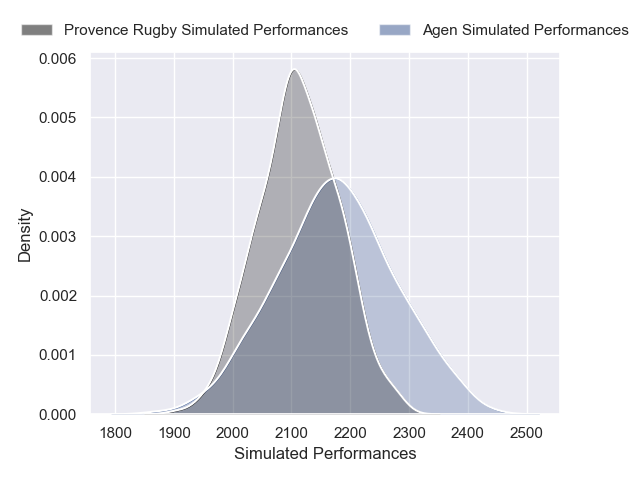 Provence Rugby Simulated Performances
Agen Simulated Performances
0.006
0.005
0.004
0.003
0.002
0.001
0.000
Density
1800 1900 2000 2100 2200 2300 2400 2500
Simulated Performances